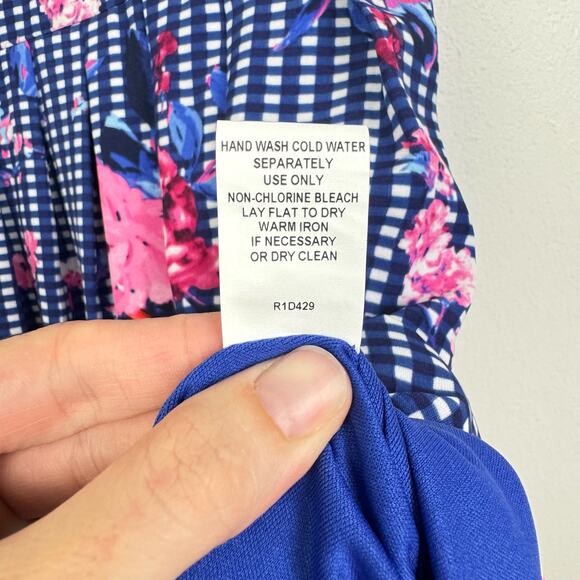 HAND WASH COLD WATER
SEPARATELY
USE ONLY
NON-CHLORINE BLEACH
LAY FLAT TO DRY
WARM IRON
IF NECESSARY
OR DRY CLEAN
R1D429